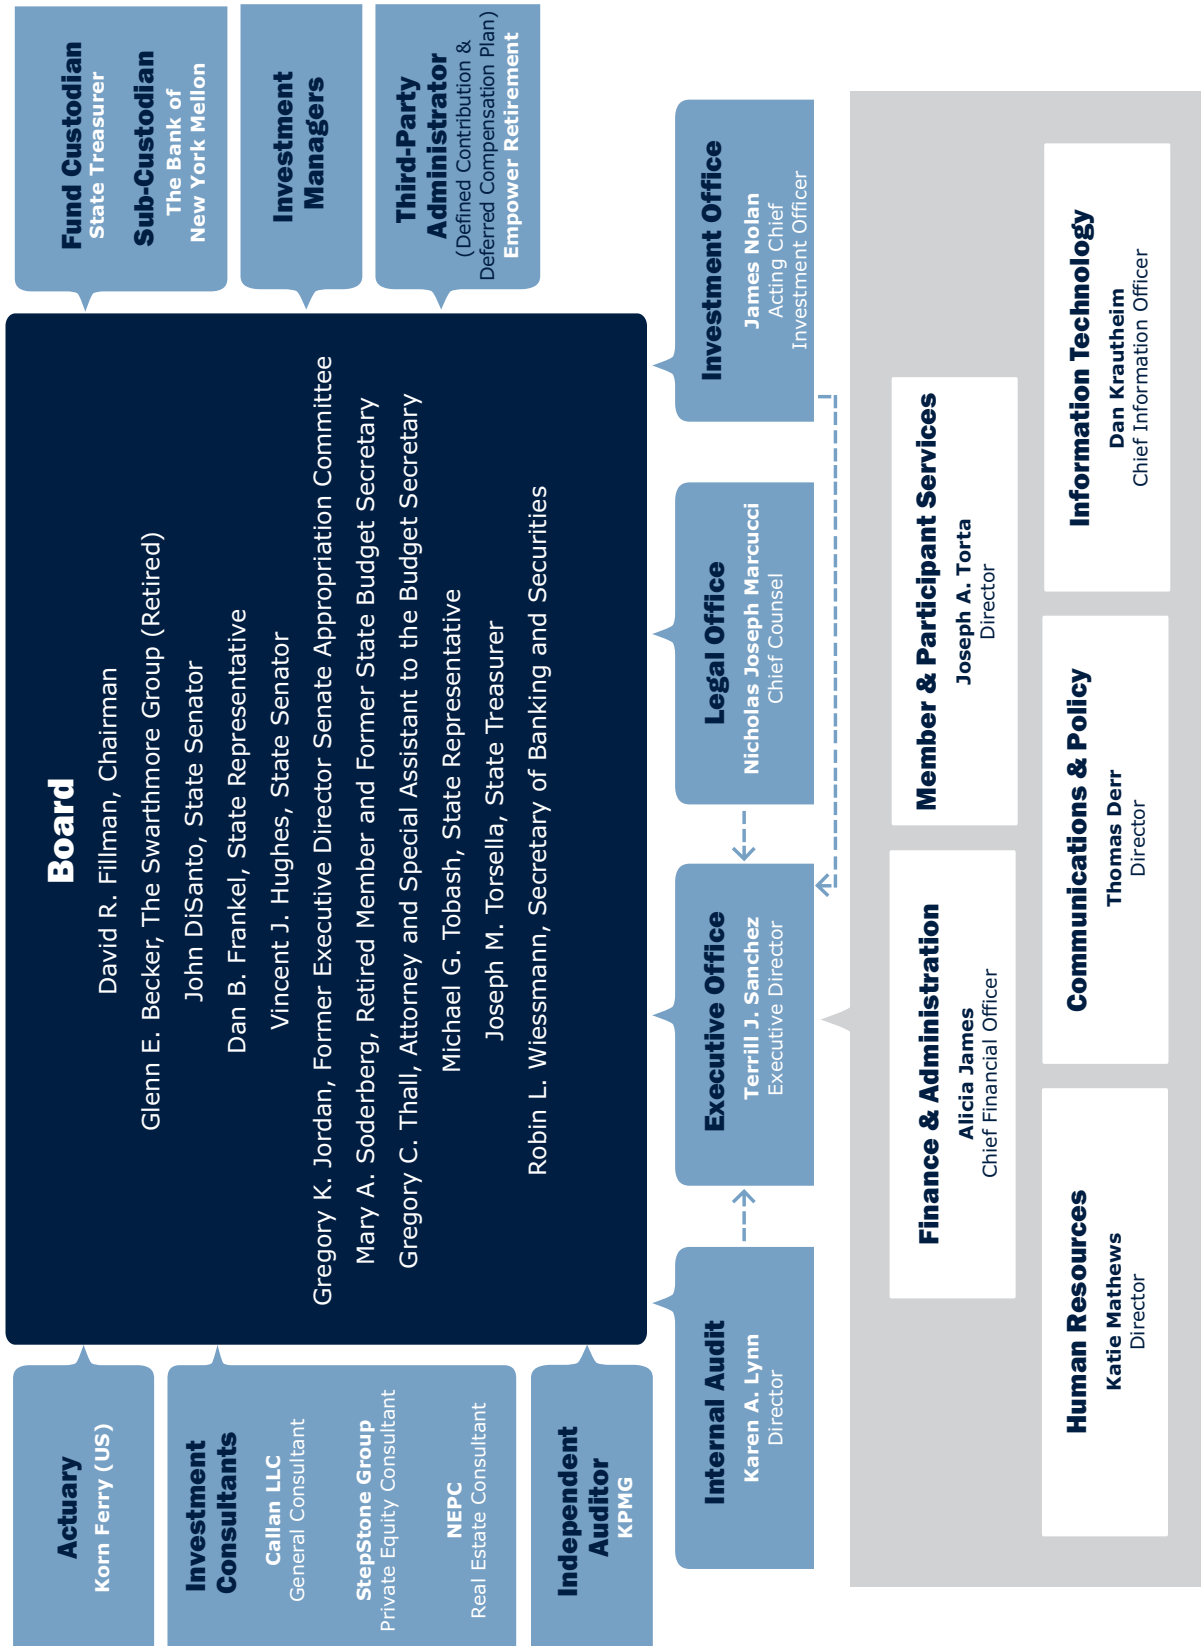 Actuary
Korn Ferry (US)
Investment
Consultants
Callan LLC
General Consultant
StepStone Group
Private Equity Consultant
NEPC
Real Estate Consultant
Independent
Auditor
KPMG
Board
David R. Fillman, Chairman
Glenn E. Becker, The Swarthmore Group (Retired)
John DiSanto, State Senator
Dan B. Frankel, State Representative
Vincent J. Hughes, State Senator
Gregory K. Jordan, Former Executive Director Senate Appropriation Committee
Mary A. Soderberg, Retired Member and Former State Budget Secretary
Gregory C. Thall, Attorney and Special Assistant to the Budget Secretary
Michael G. Tobash, State Representative
Joseph M. Torsella, State Treasurer
Robin L. Wiessmann, Secretary of Banking and Securities
Fund Custodian
State Treasurer
Sub-Custodian
The Bank of
New York Mellon
Investment
Managers
Third-Party
Administrator
(Defined Contribution &
Deferred Compensation Plan)
Empower Retirement
Internal Audit
Karen A. Lynn
Director
Executive Office
Terrill J. Sanchez
Executive Director
Legal Office
Nicholas Joseph Marcucci
Chief Counsel
Investment Office
James Nolan
Acting Chief
Investment Officer
Finance & Administration
Alicia James
Chief Financial Officer
Member & Participant Services
Joseph A. Torta
Director
Human Resources
Katie Mathews
Director
Communications & Policy
Thomas Derr
Director
Information Technology
Dan Krautheim
Chief Information Officer